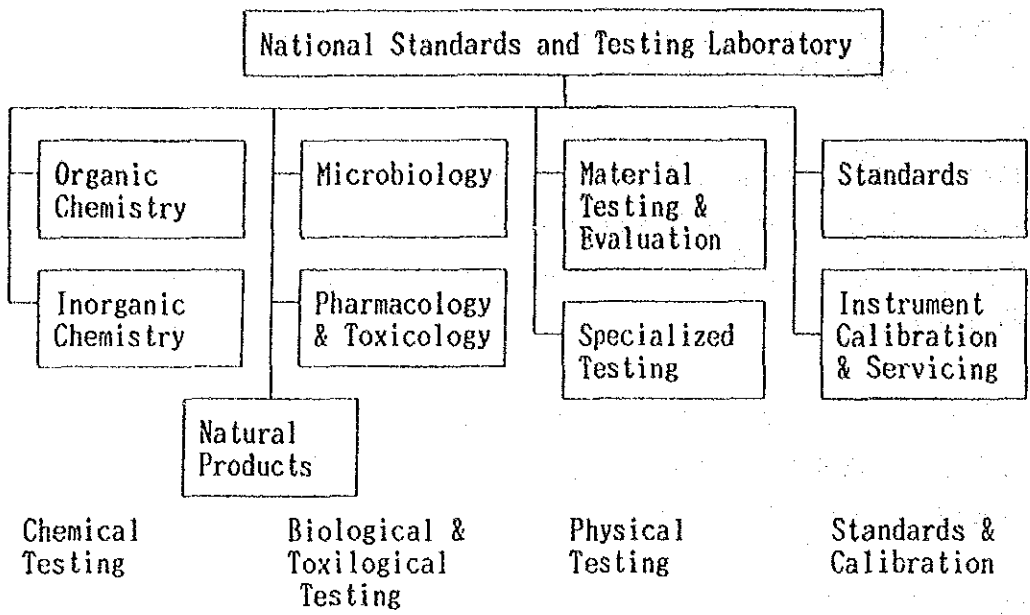 National Standards and Testing Laboratory
Organic
Chemistry
Microbiology
Material
Testing &
Evaluation
Standards
Inorganic
Chemistry
Pharmacology
& Toxicology
Specialized
Testing
Instrument
Calibration
& Servicing
Natural
Products
Chemical
Testing
Biological &
Toxilogical
Testing
Physical
Testing
Standards &
Calibration